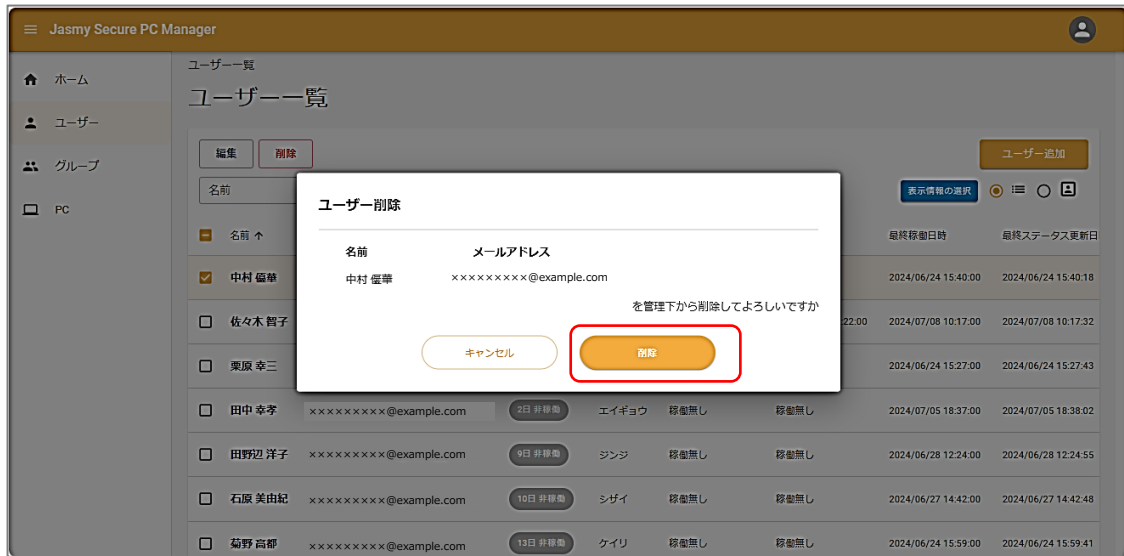 Jasmy Secure PC Manager
ホーム
ユーザー
グループ
PC
ユーザー一覧
ユーザー一覧
編集 削除 ユーザー追加
名前 表示情報の選択
名前 最終稼働日時 最終ステータス更新日
中村 優華 2024/06/24 15:40:00 2024/06/24 15:40:18
佐々木 智子 :22:00 2024/07/08 10:17:00 2024/07/08 10:17:32
栗原 幸三 2024/06/24 15:27:00 2024/06/24 15:27:43
田中 幸孝 ×××××××××@example.com 2日 非稼働 エイギョウ 稼働無し 稼働無し 2024/07/05 18:37:00 2024/07/05 18:38:02
田野辺 洋子 ×××××××××@example.com 9日 非稼働 ジンジ 稼働無し 稼働無し 2024/06/28 12:24:00 2024/06/28 12:24:55
石原 美由紀 ×××××××××@example.com 10日 非稼働 シザイ 稼働無し 稼働無し 2024/06/27 14:42:00 2024/06/27 14:42:48
菊野 高都 ×××××××××@example.com 13日 非稼働 ケイリ 稼働無し 稼働無し 2024/06/24 15:59:00 2024/06/24 15:59:41
ユーザー削除
名前 メールアドレス
中村 優華 ×××××××××@example.com
を管理下から削除してよろしいですか
キャンセル 削除